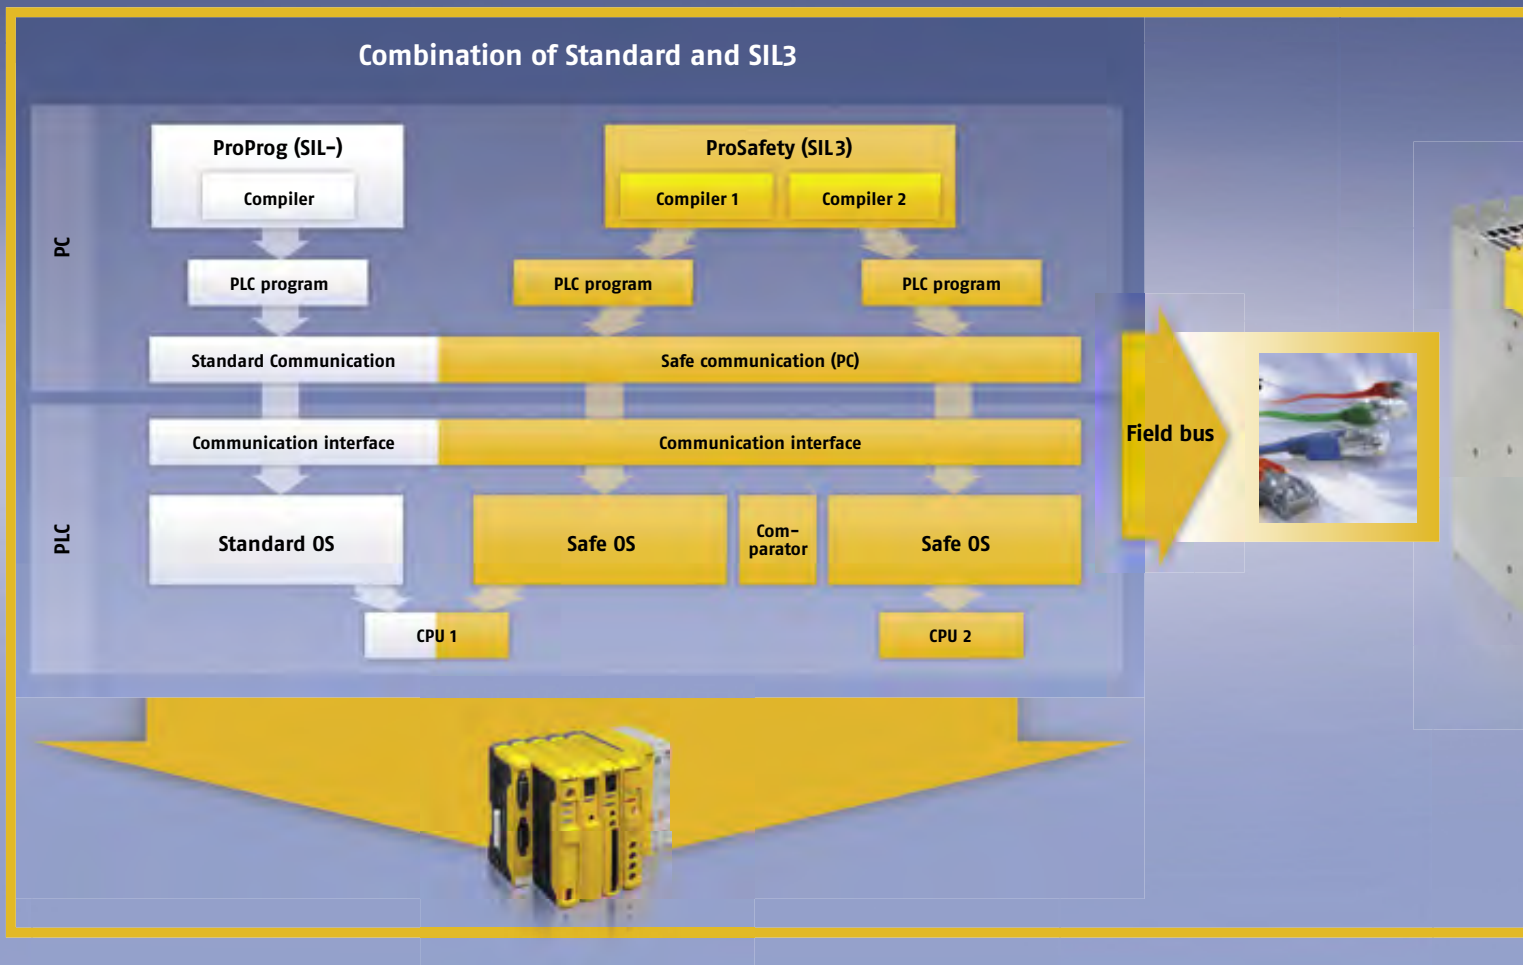 Combination of Standard and SIL3
PC
ProProg (SIL-)
Compiler
ProSafety (SIL3)
Compiler 1
Compiler 2
PLC program
PLC program
PLC program
Standard Communication
Safe communication (PC)
PLC
Communication interface
Communication interface
Field bus
Standard OS
Safe OS
Com-
parator
Safe OS
CPU 1
CPU 2